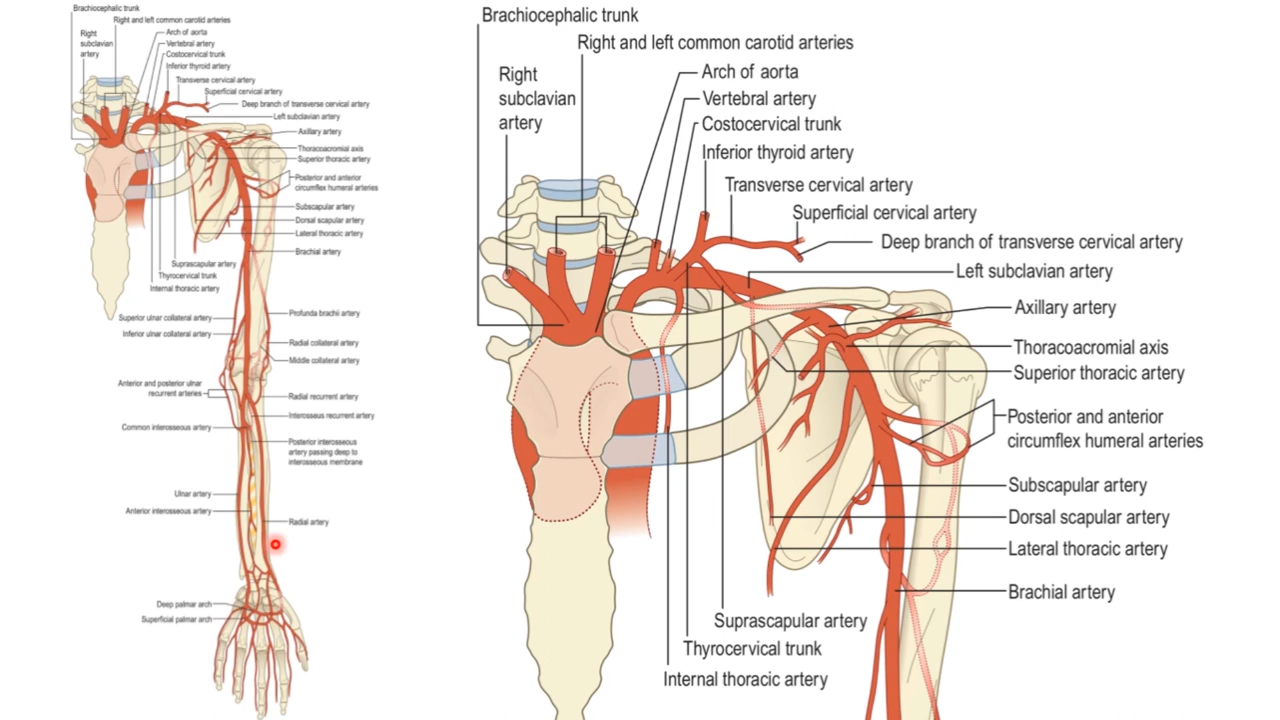 Brachiocephalic trunk
Right and left common carotid arteries
Right
subclavian
artery
Arch of aorta
Vertebral artery
Costocervical trunk
Inferior thyroid artery
Transverse cervical artery
Superficial cervical artery
Deep branch of transverse cervical artery
Left subclavian artery
Axillary artery
Thoracoacromial axis
Superior thoracic artery
Posterior and anterior
circumflex humeral arteries
Subscapular artery
Dorsal scapular artery
Lateral thoracic artery
Brachial artery
Suprascapular artery
Thyrocervical trunk
Internal thoracic artery
Superior ulnar collateral artery
Inferior ulnar collateral artery
Profunda brachii artery
Radial collateral artery
Middle collateral artery
Anterior and posterior ulnar
recurrent arteries
Radial recurrent artery
Interosseus recurrent artery
Common interosseous artery
Posterior interosseous
artery passing deep to
interosseous membrane
Ulnar artery
Anterior interosseous artery
Radial artery
Deep palmar arch
Superficial palmar arch
Brachiocephalic trunk
Right and left common carotid arteries
Right
subclavian
artery
Arch of aorta
Vertebral artery
Costocervical trunk
Inferior thyroid artery
Transverse cervical artery
Superficial cervical artery
Deep branch of transverse cervical artery
Left subclavian artery
Axillary artery
Thoracoacromial axis
Superior thoracic artery
Posterior and anterior
circumflex humeral arteries
Subscapular artery
Dorsal scapular artery
Lateral thoracic artery
Brachial artery
Suprascapular artery
Thyrocervical trunk
Internal thoracic artery